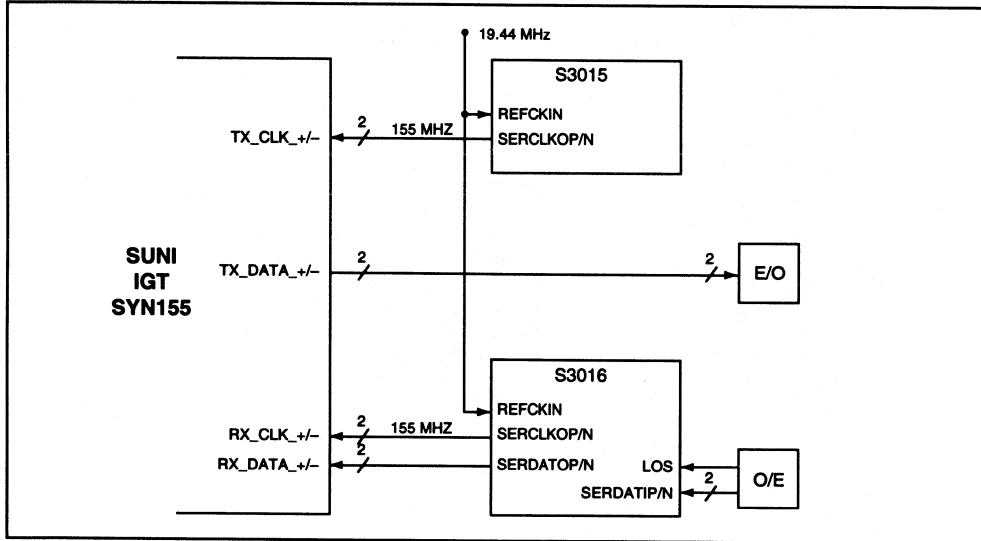 19.44 MHz
S3015
REFCKIN
TX_CLK_+/–
2
155 MHZ
SERCLKOP/N
SUNI
IGT
SYN155
TX_DATA_+/–
2
2
E/O
S3016
REFCKIN
RX_CLK_+/–
2
155 MHZ
SERCLKOP/N
RX_DATA_+/–
2
SERDATOP/N
LOS
SERDATIP/N
2
O/E